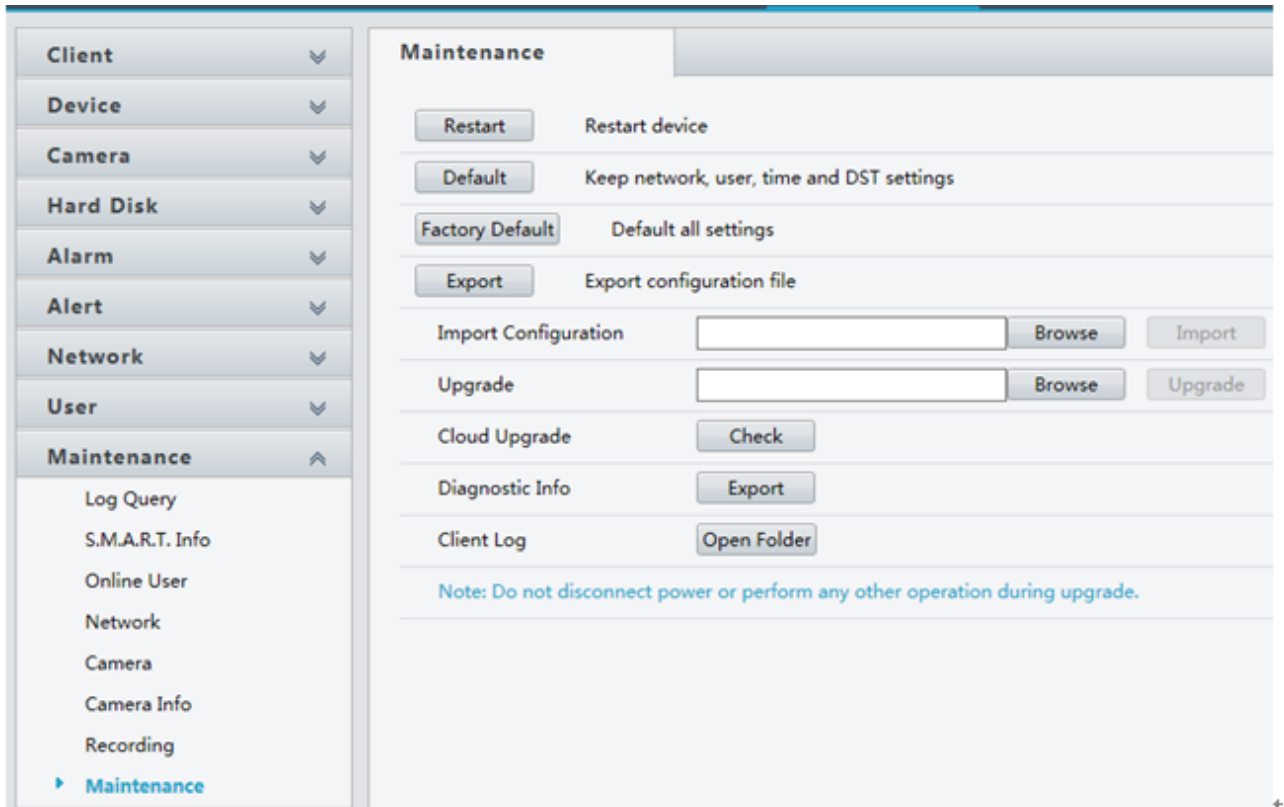 Client
Device
Camera
Hard Disk
Alarm
Alert
Network
User
Maintenance
Log Query
S.M.A.R.T. Info
Online User
Network
Camera
Camera Info
Recording
Maintenance
Maintenance
Restart Restart device
Default Keep network, user, time and DST settings
Factory Default Default all settings
Export Export configuration file
Import Configuration Browse Import
Upgrade Browse Upgrade
Cloud Upgrade Check
Diagnostic Info Export
Client Log Open Folder
Note: Do not disconnect power or perform any other operation during upgrade.